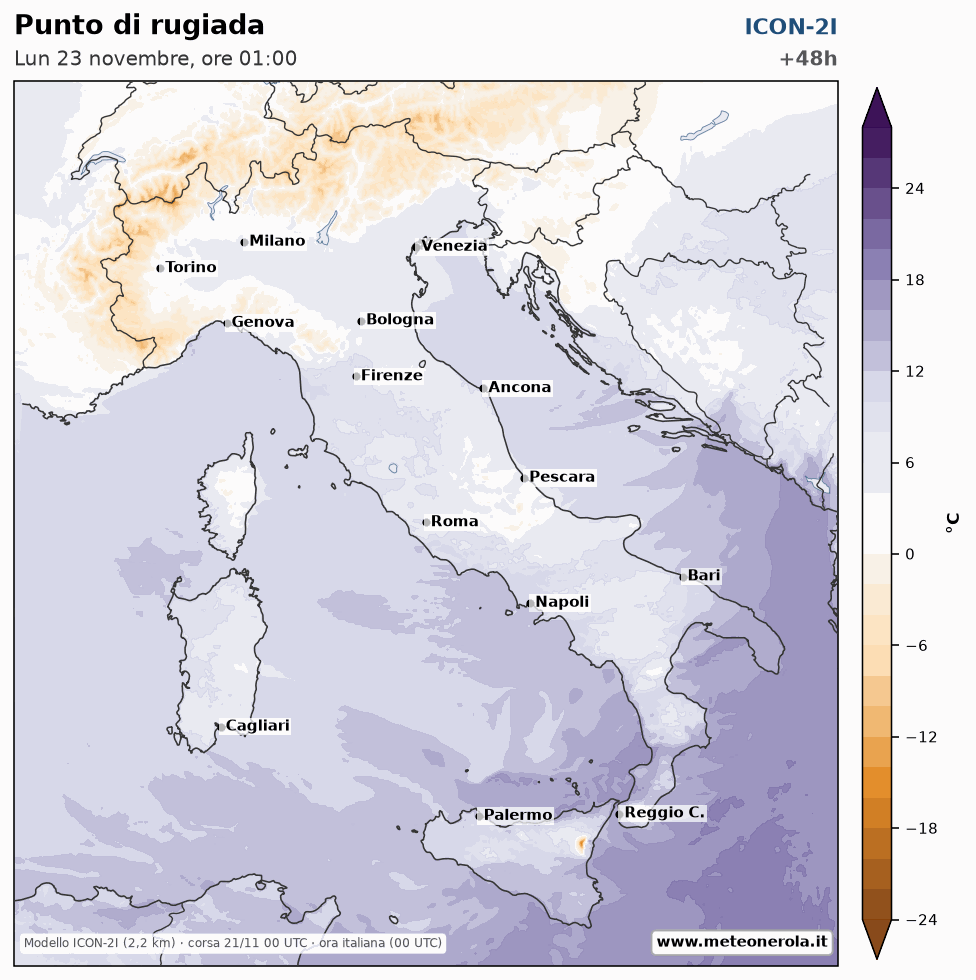 Punto di rugiada
ICON-2I
Lun 23 novembre, ore 01:00
+48h
Milano
Venezia
Torino
Genova
Bologna
Firenze
Ancona
Pescara
Roma
Bari
Napoli
Cagliari
Palermo
Reggio C.
24
18
12
6
0
−6
−12
−18
−24
°C
Modello ICON-2I (2,2 km) · corsa 21/11 00 UTC · ora italiana (00 UTC)
www.meteonerola.it